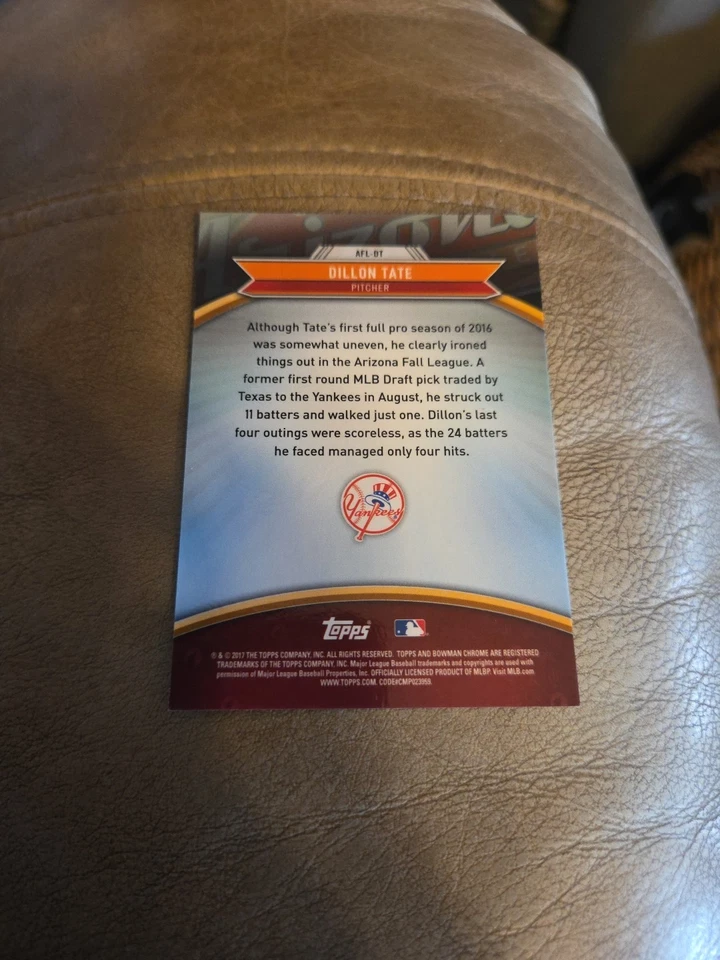 Arizona
AFL-DT
DILLON TATE
PITCHER
Although Tate's first full pro season of 2016
was somewhat uneven, he clearly ironed
things out in the Arizona Fall League. A
former first round MLB Draft pick traded by
Texas to the Yankees in August, he struck out
11 batters and walked just one. Dillon's last
four outings were scoreless, as the 24 batters
he faced managed only four hits.
Yankees
Topps
® & © 2017 THE TOPPS COMPANY, INC. ALL RIGHTS RESERVED. TOPPS AND BOWMAN CHROME ARE REGISTERED
TRADEMARKS OF THE TOPPS COMPANY, INC. Major League Baseball trademarks and copyrights are used with
permission of Major League Baseball Properties, Inc. OFFICIALLY LICENSED PRODUCT OF MLBP. Visit MLB.com
WWW.TOPPS.COM. CODE#CMP023959.